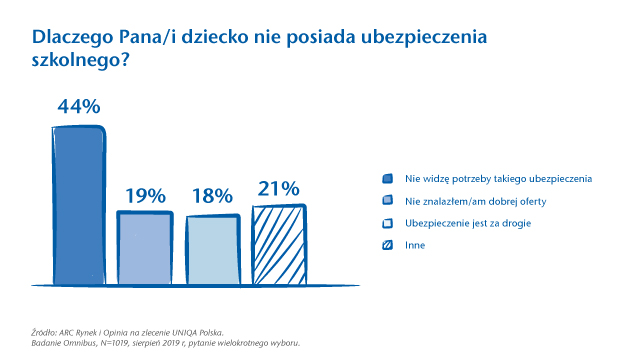 Dlaczego Pana/i dziecko nie posiada ubezpieczenia
szkolnego?
44%
19%
18%
21%
Nie widzę potrzeby takiego ubezpieczenia
Nie znalazłem/am dobrej oferty
Ubezpieczenie jest za drogie
Inne
Źródło: ARC Rynek i Opinia na zlecenie UNIQA Polska.
Badanie Omnibus, N=1019, sierpień 2019 r, pytanie wielokrotnego wyboru.